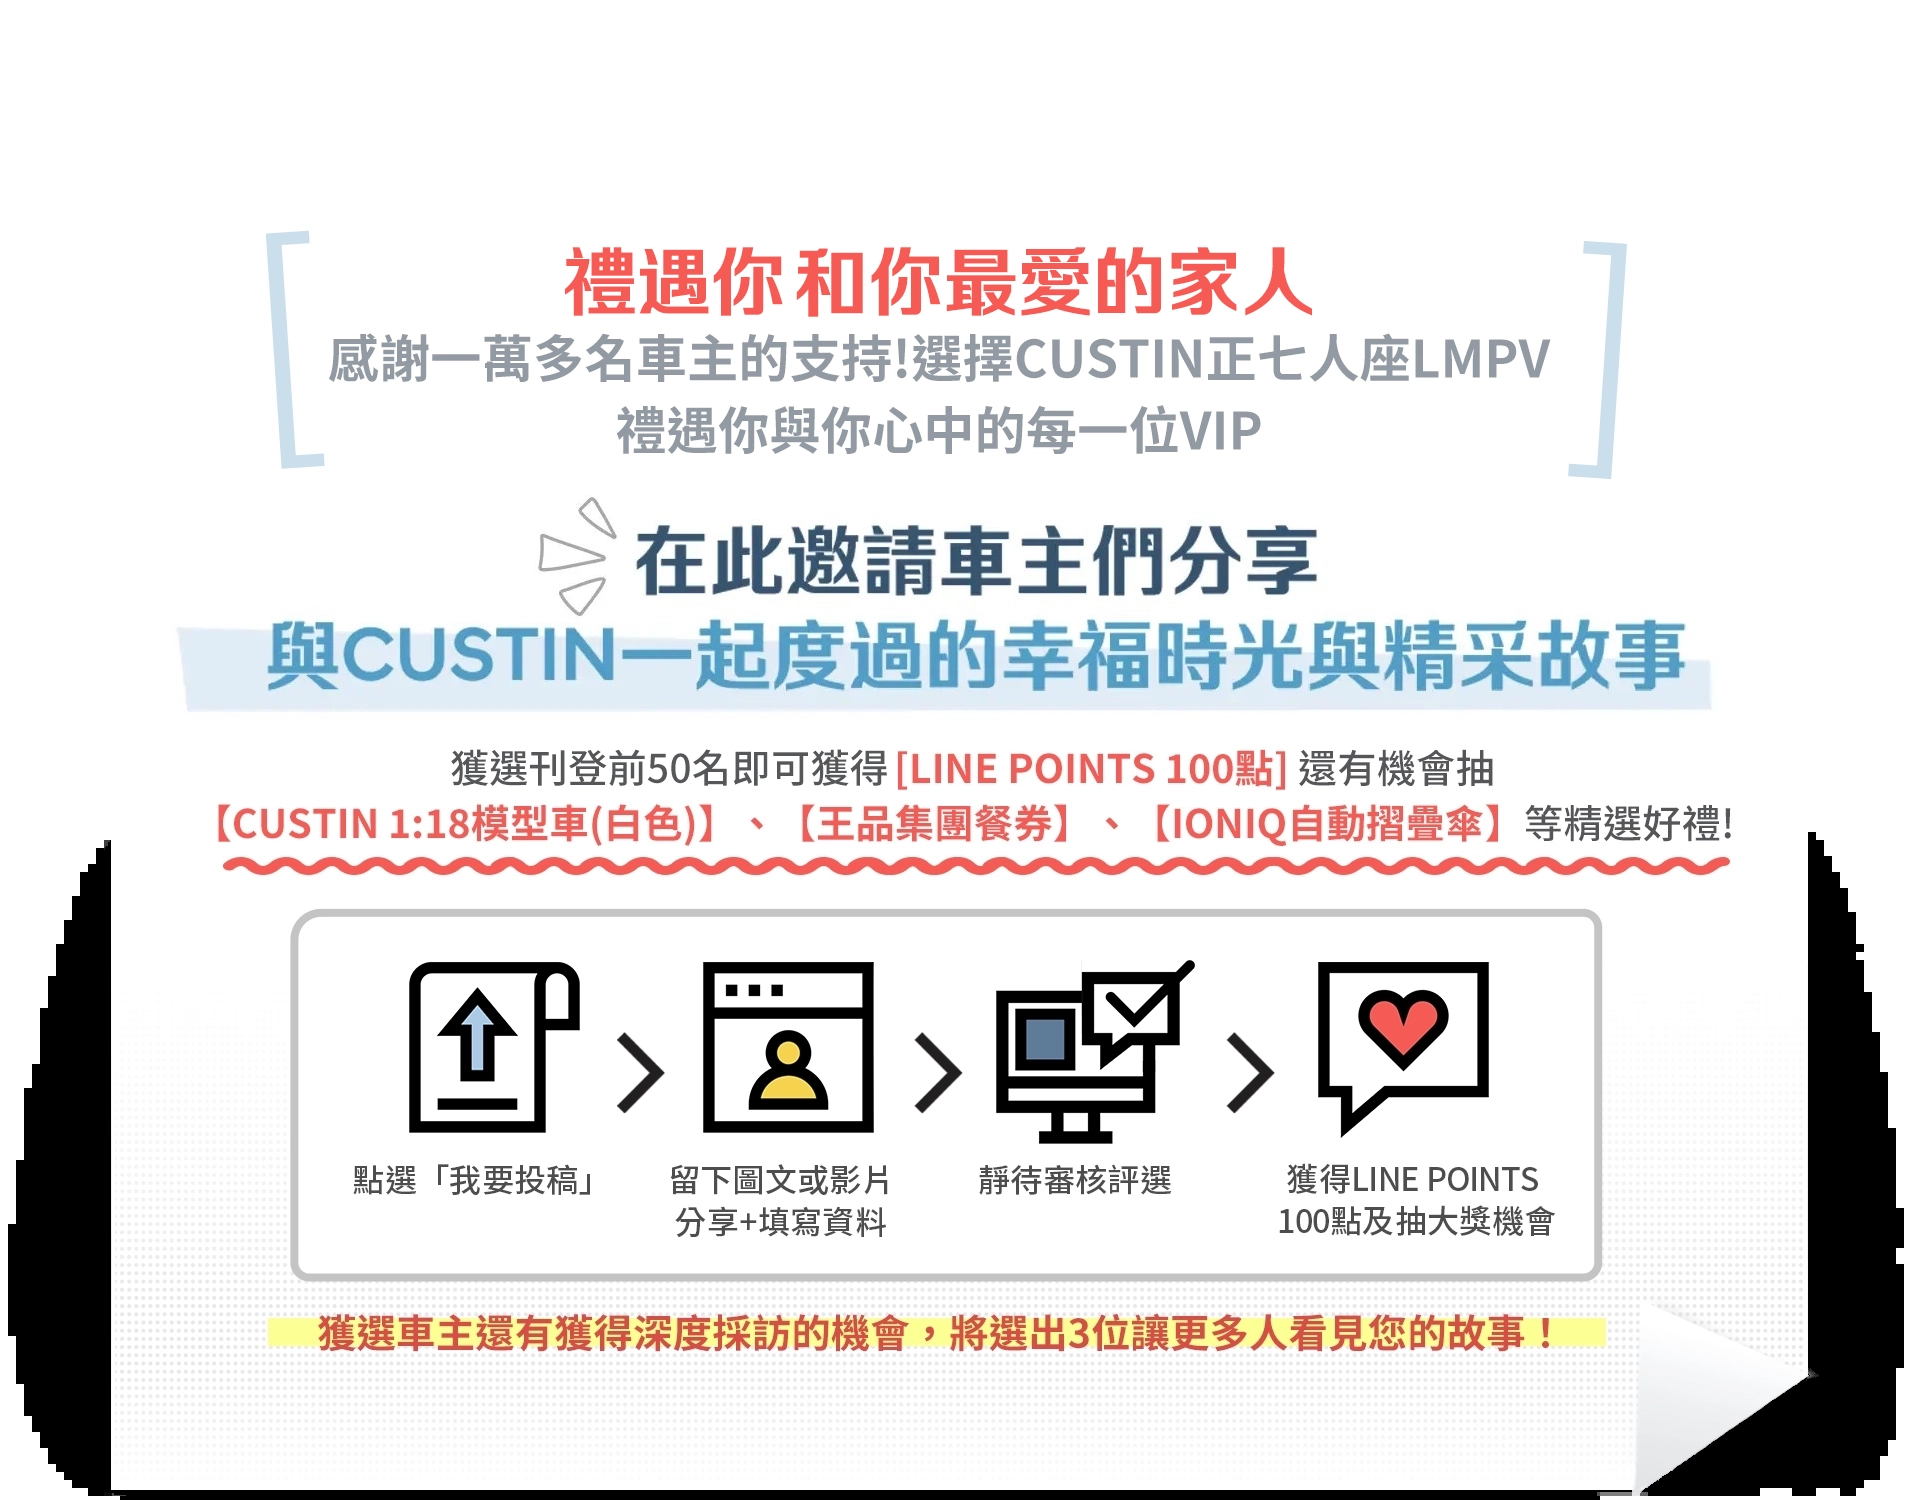 禮遇你和你最愛的家人
感謝一萬多名車主的支持!選擇CUSTIN正七人座LMPV
禮遇你與你心中的每一位VIP
在此邀請車主們分享
與CUSTIN一起度過的幸福時光與精采故事
獲選刊登前50名即可獲得[LINE POINTS 100點] 還有機會抽
【CUSTIN 1:18模型車(白色)】、【王品集團餐券】、【IONIQ自動摺疊傘】等精選好禮!
點選「我要投稿」
留下圖文或影片
分享+填寫資料
靜待審核評選
獲得LINE POINTS
100點及抽大獎機會
獲選車主還有獲得深度採訪的機會，將選出3位讓更多人看見您的故事！